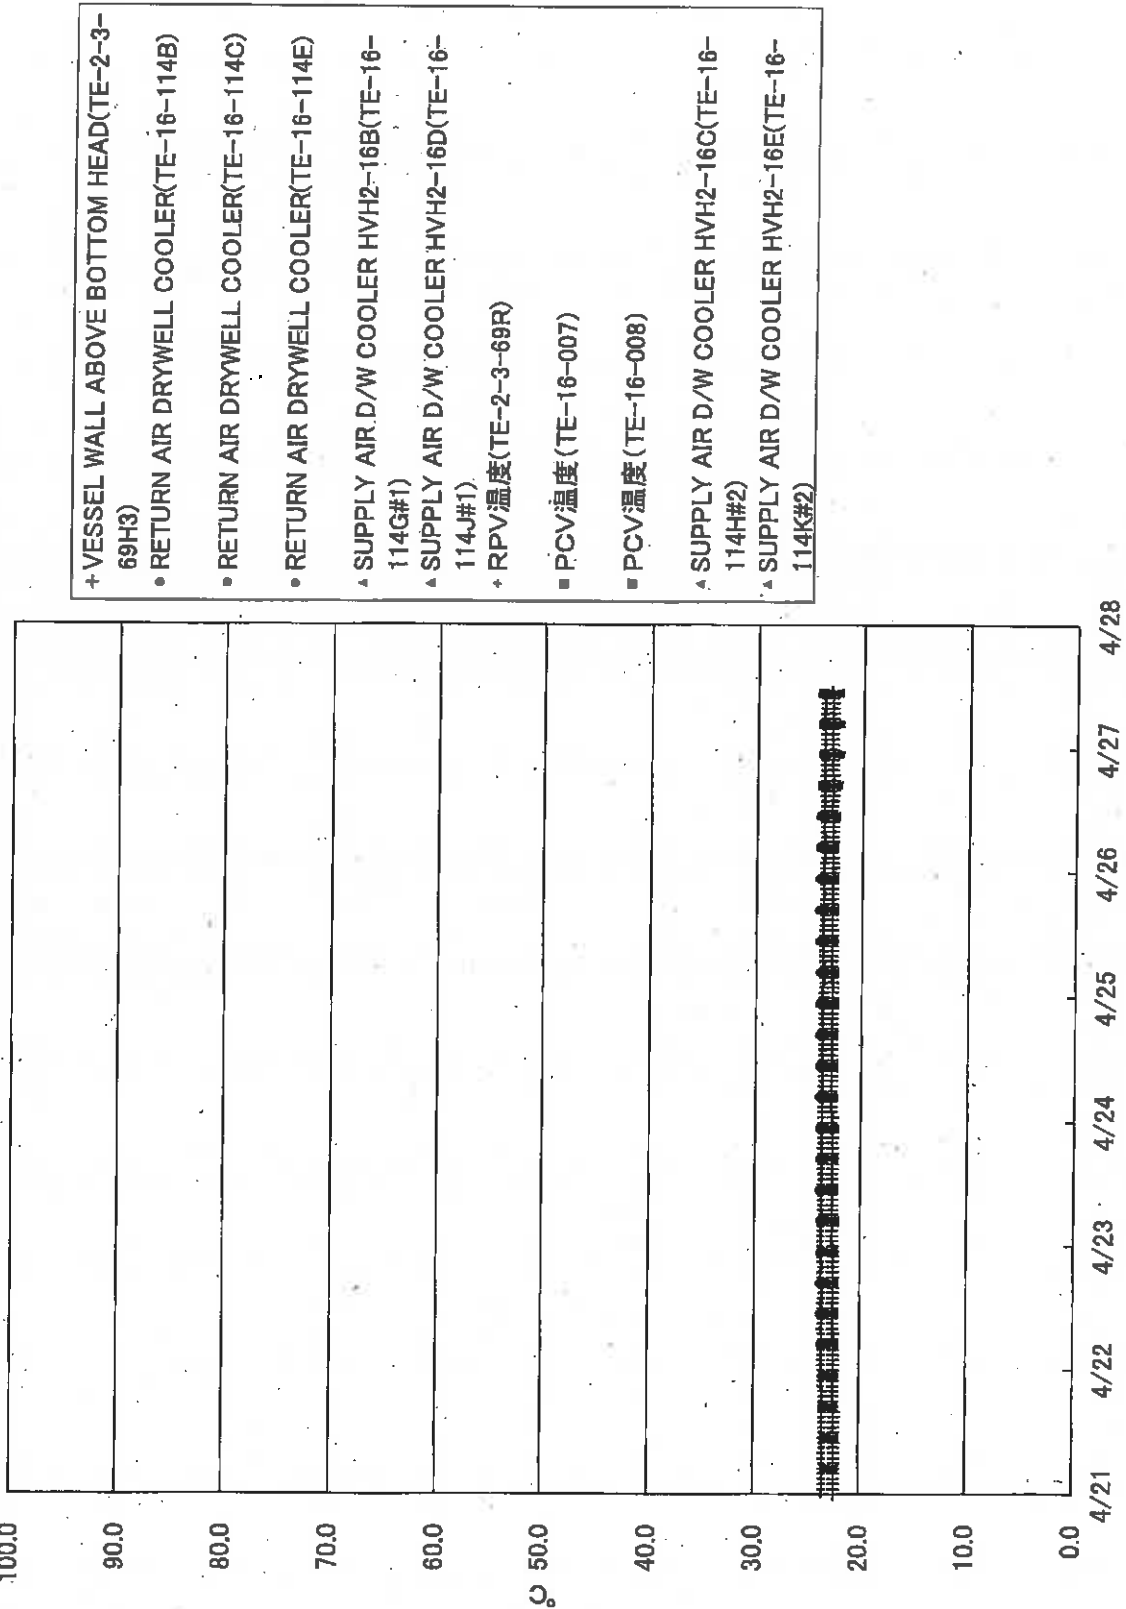 100.0
90.0
80.0
70.0
60.0
50.0
40.0
30.0
20.0
10.0
0.0
℃
4/21
4/22
4/23
4/24
4/25
4/26
4/27
4/28
+ VESSEL WALL ABOVE BOTTOM HEAD(TE-2-3-
69H3)
● RETURN AIR DRYWELL COOLER(TE-16-114B)
● RETURN AIR DRYWELL COOLER(TE-16-114C)
● RETURN AIR DRYWELL COOLER(TE-16-114E)
▲ SUPPLY AIR D/W COOLER HVH2-16B(TE-16-
114G#1)
▲ SUPPLY AIR D/W COOLER HVH2-16D(TE-16-
114J#1)
+ RPV温度(TE-2-3-69R)
■ PCV温度(TE-16-007)
■ PCV温度(TE-16-008)
▲ SUPPLY AIR D/W COOLER HVH2-16C(TE-16-
114H#2)
▲ SUPPLY AIR D/W COOLER HVH2-16E(TE-16-
114K#2)